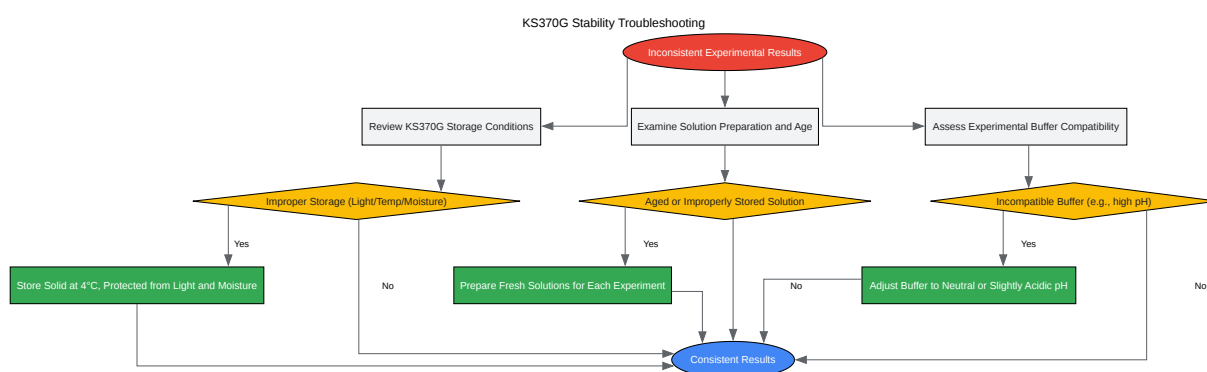 KS370G Stability Troubleshooting
Inconsistent Experimental Results
Review KS370G Storage Conditions
Examine Solution Preparation and Age
Assess Experimental Buffer Compatibility
Improper Storage (Light/Temp/Moisture)
Aged or Improperly Stored Solution
Incompatible Buffer (e.g., high pH)
Yes
Yes
Yes
Store Solid at 4°C, Protected from Light and Moisture
No
Prepare Fresh Solutions for Each Experiment
No
Adjust Buffer to Neutral or Slightly Acidic pH
No
Consistent Results